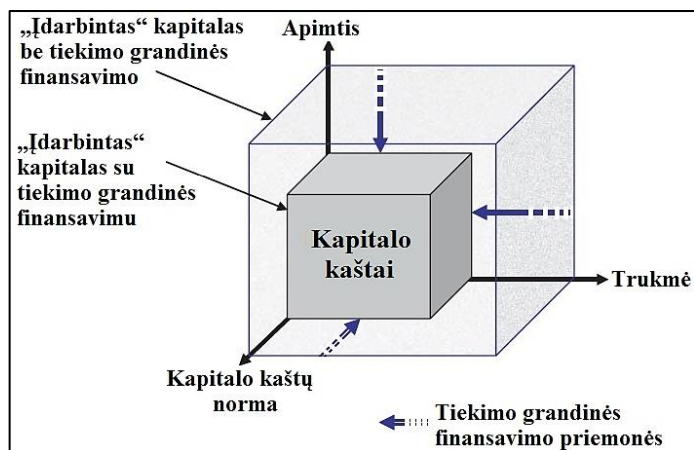 „Įdarbintas“ kapitalas
be tiekimo grandinės
finansavimo
Apimtis
„Įdarbintas“
kapitalas su
tiekimo grandinės
finansavimu
Kapitalo
kaštai
Trukmė
Kapitalo kaštų
norma
Tiekimo grandinės
finansavimo priemonės